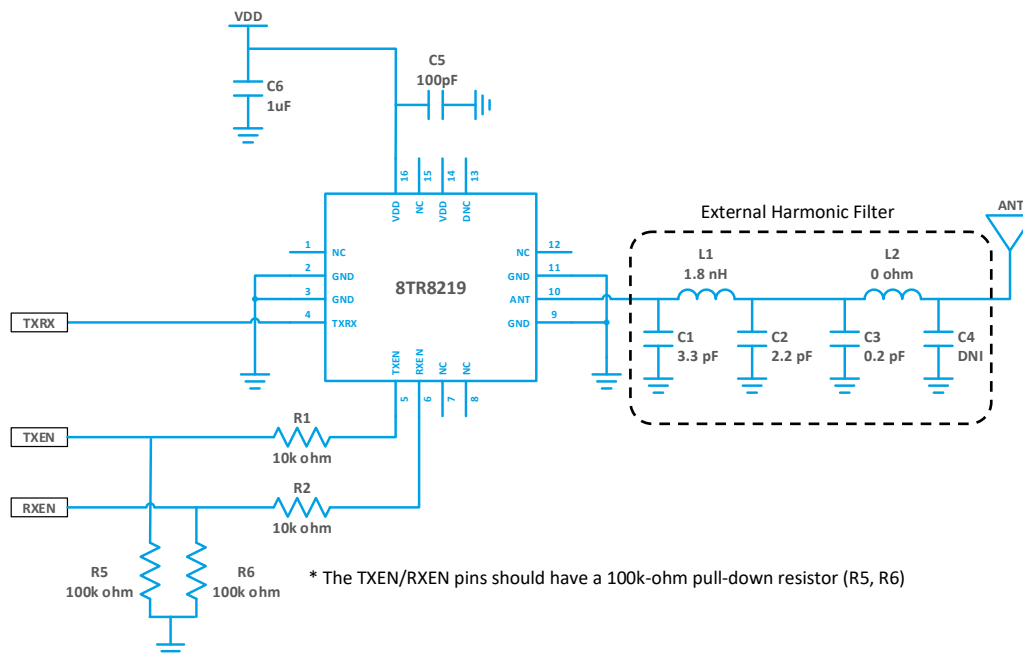 VDD
C5
100pF
C6
1uF
16
15
14
13
VDD
NC
VDD
DNC
External Harmonic Filter
ANT
1
NC
12
NC
L1
L2
1.8 nH
0 ohm
2
GND
11
GND
8TR8219
3
GND
10
ANT
TXRX
4
TXRX
9
GND
C1
3.3 pF
C2
2.2 pF
C3
0.2 pF
C4
DNI
TXEN
RXEN
NC
NC
5
6
7
8
TXEN
R1
10k ohm
RXEN
R2
10k ohm
R5
100k ohm
R6
100k ohm
* The TXEN/RXEN pins should have a 100k-ohm pull-down resistor (R5, R6)